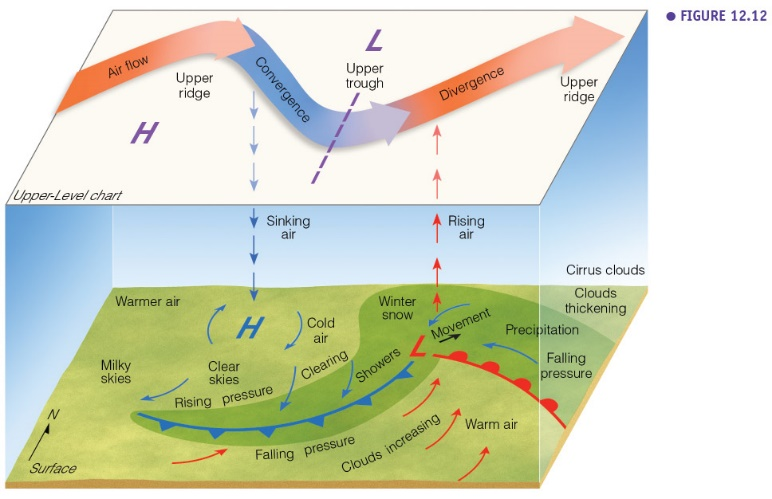 ● FIGURE 12.12
L
Air flow
Upper
ridge
Convergence
Upper
trough
Divergence
Upper
ridge
H
Upper-Level chart
Sinking
air
Rising
air
Cirrus clouds
Clouds
thickening
Warmer air
Winter
snow
H
Cold
air
Movement
Precipitation
L
Milky
skies
Clear
skies
Clearing
Showers
Falling
pressure
Rising pressure
N
Warm air
Falling pressure
Clouds increasing
Surface